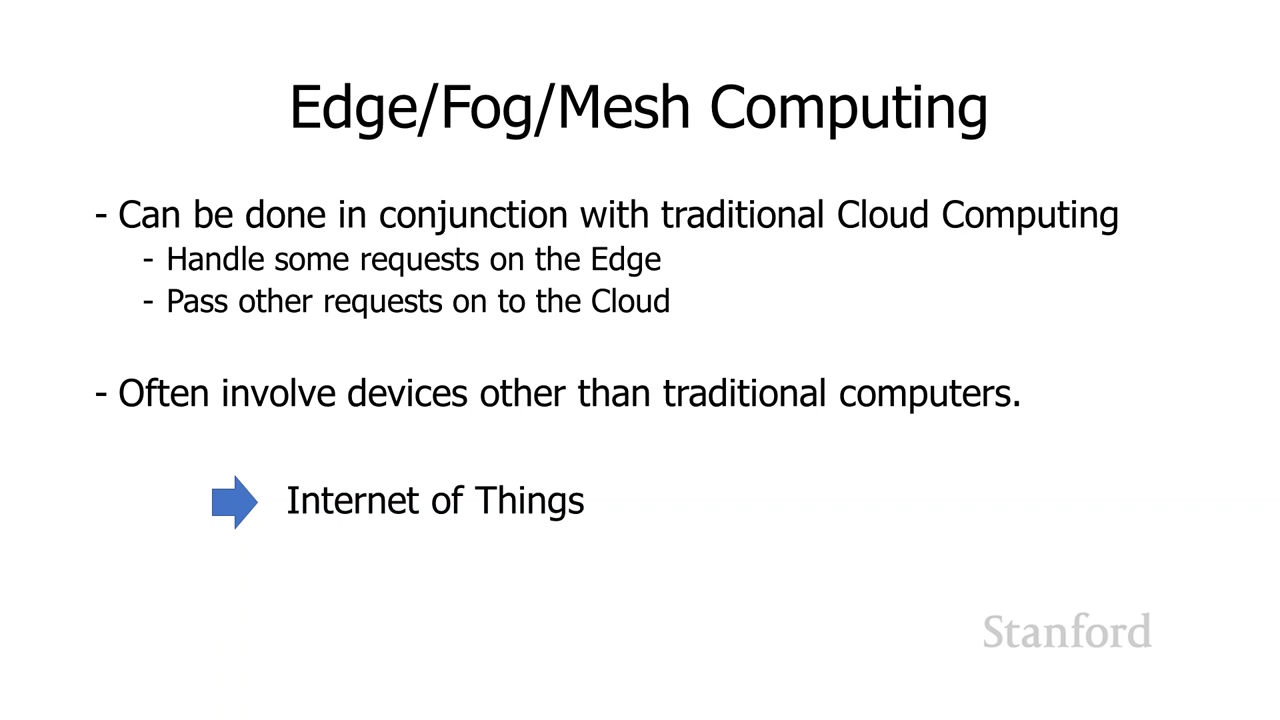 Edge/Fog/Mesh Computing
- Can be done in conjunction with traditional Cloud Computing
- Handle some requests on the Edge
- Pass other requests on to the Cloud
- Often involve devices other than traditional computers.
Internet of Things
Stanford